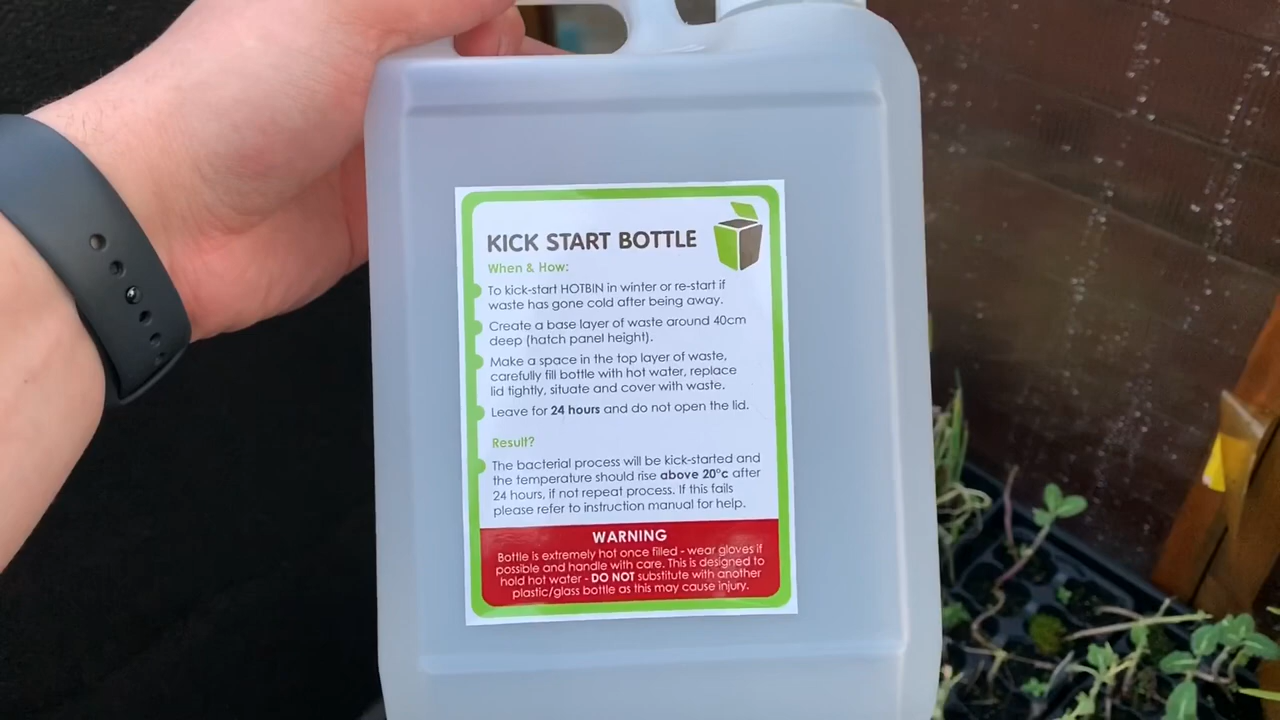 KICK START BOTTLE
When & How:
To kick-start HOTBIN in winter or re-start if
waste has gone cold after being away.
Create a base layer of waste around 40cm
deep (hatch panel height).
Make a space in the top layer of waste,
carefully fill bottle with hot water, replace
lid tightly, situate and cover with waste.
Leave for 24 hours and do not open the lid.
Result?
The bacterial process will be kick-started and
the temperature should rise above 20°c after
24 hours, if not repeat process. If this fails
please refer to instruction manual for help.
WARNING
Bottle is extremely hot once filled - wear gloves if
possible and handle with care. This is designed to
hold hot water - DO NOT substitute with another
plastic/glass bottle as this may cause injury.